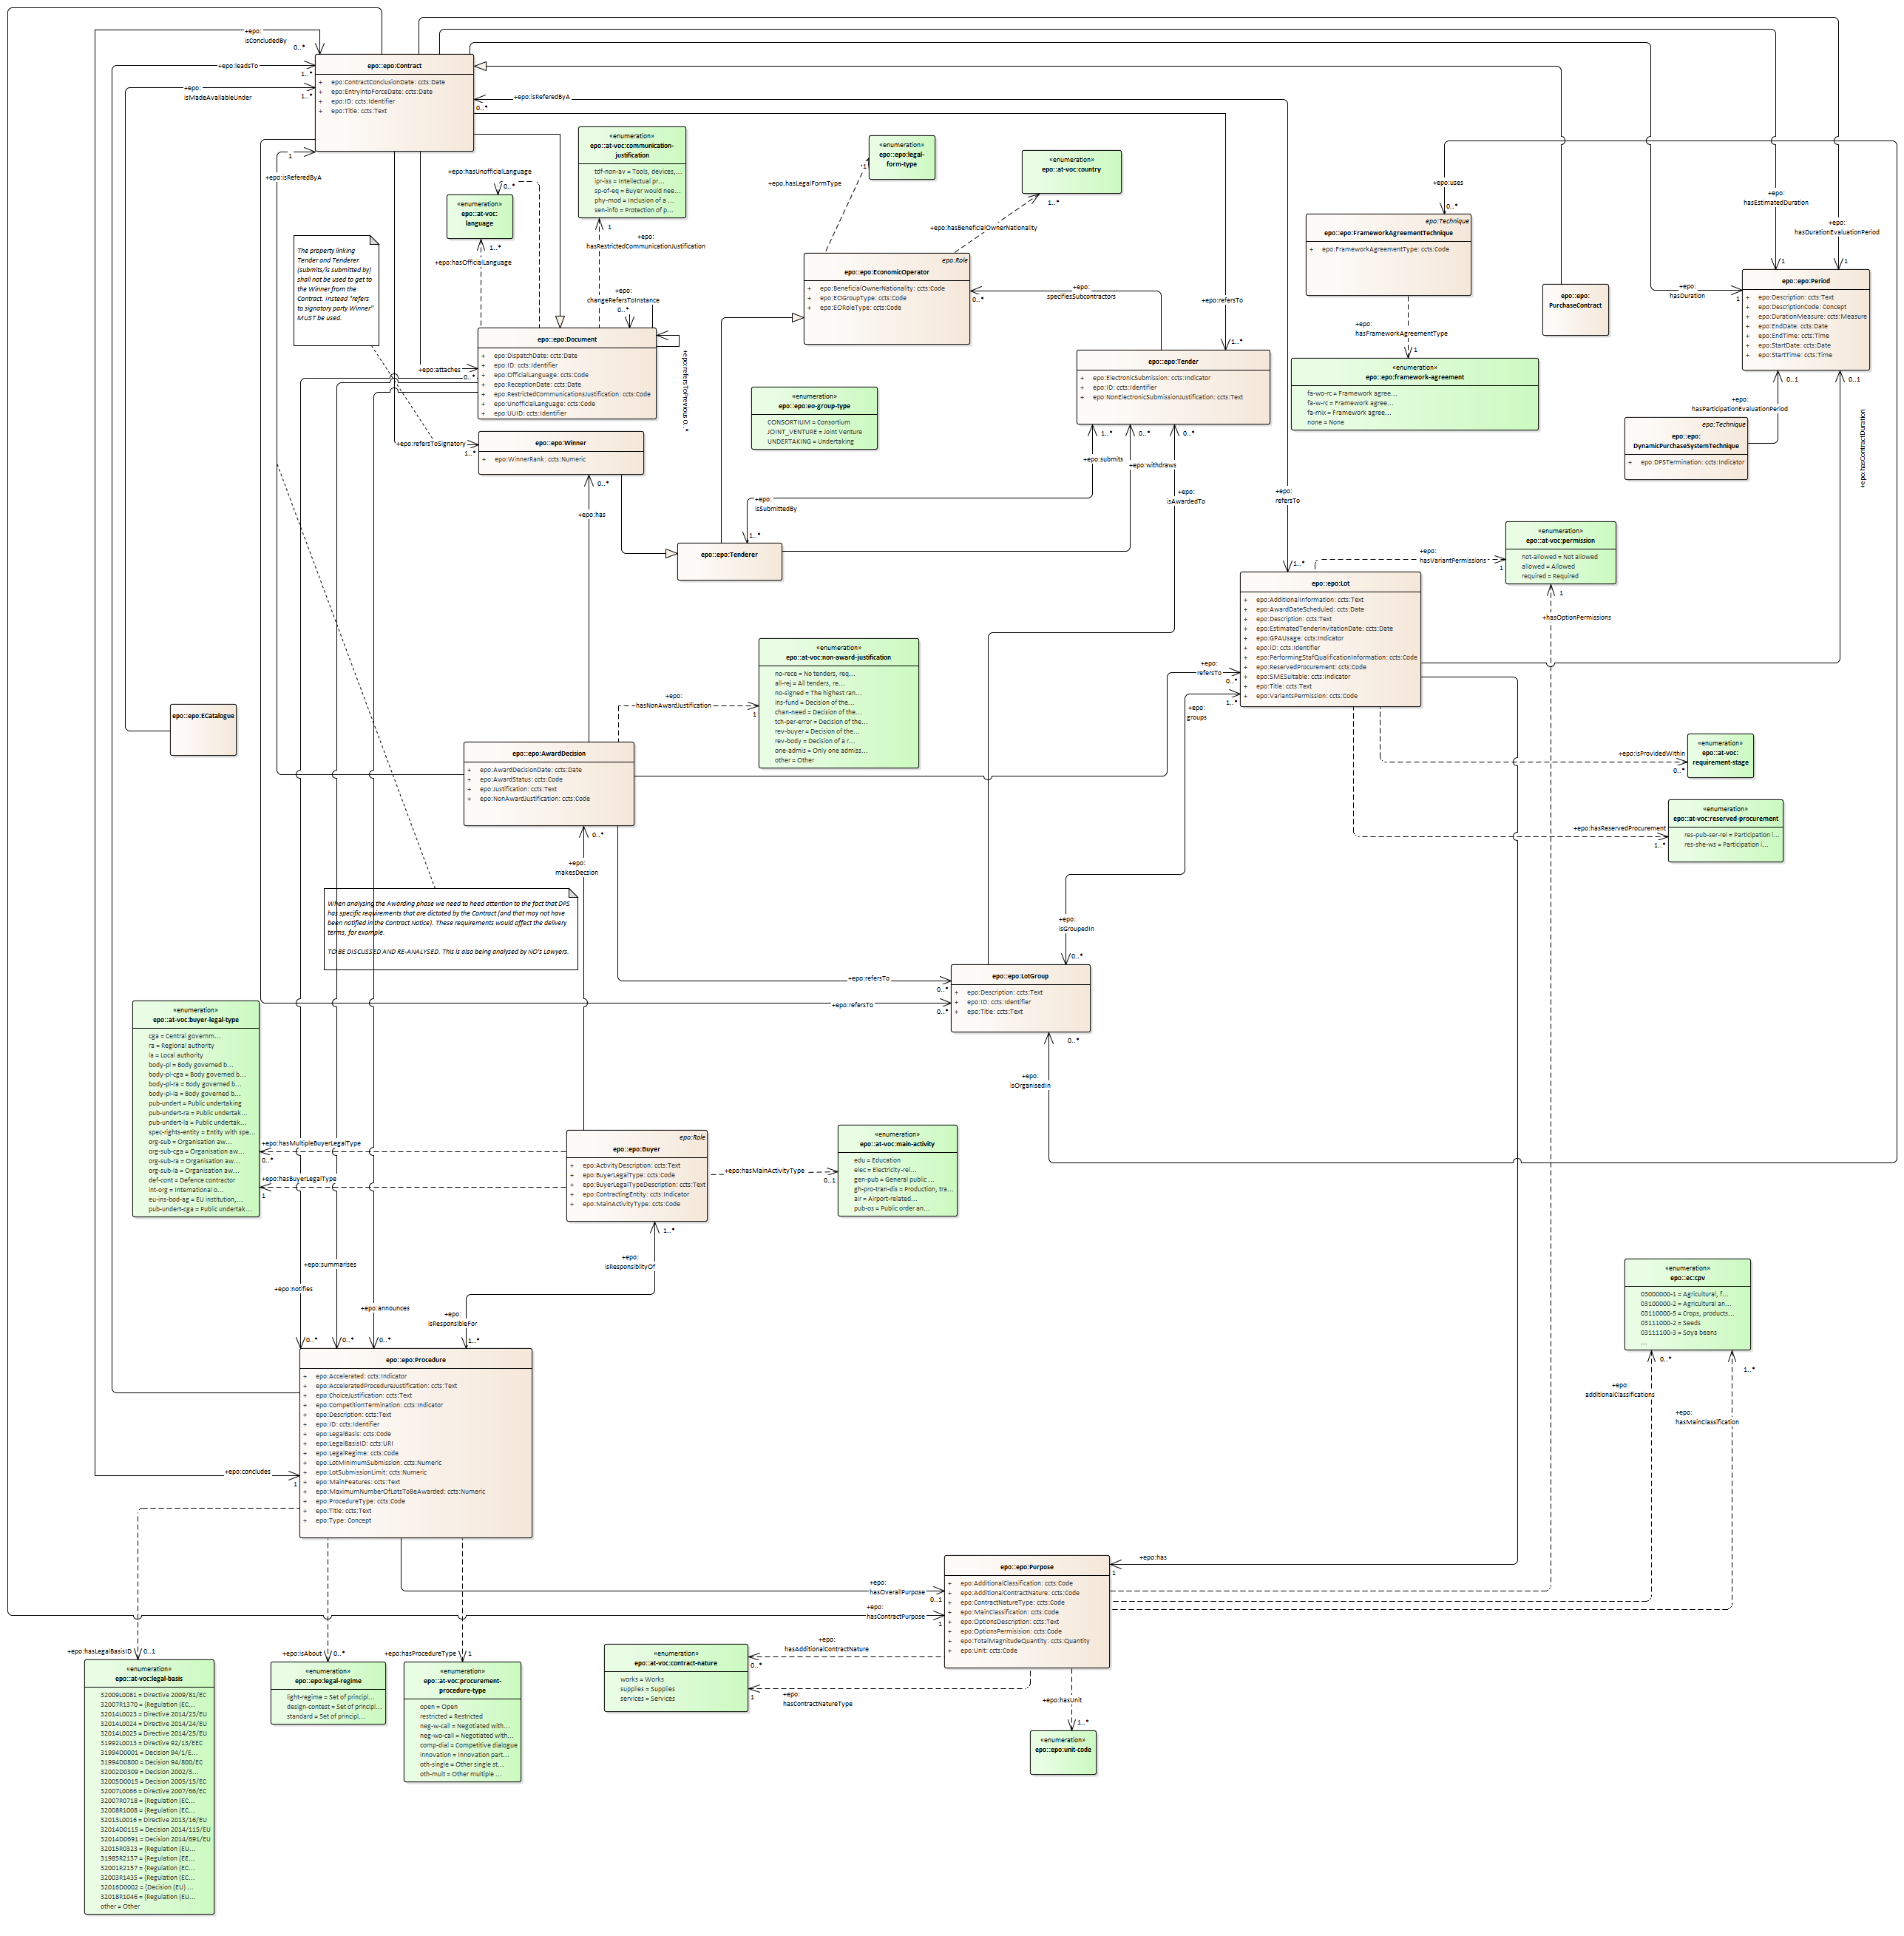 +epo:
isConcludedBy
0..*
epo::epo:Contract
+ epo:ContractConclusionDate: ccts:Date
+ epo:EntryintoForceDate: ccts:Date
+ epo:ID: ccts:Identifier
+ epo:Title: ccts:Text
+epo:leadsTo
1..*
+epo:
isMadeAvailableUnder
1..*
+epo:isReferedByA
0..*
1
+epo:isReferedByA
«enumeration»
epo::at-voc:communication-
justification
tdf-non-av = Tools, devices,...
ipr-iss = Intellectual pr...
sp-of-eq = Buyer would nee...
phy-mod = Inclusion of a ...
sen-info = Protection of p...
1
+epo:
hasRestrictedCommunicationJustification
+epo:hasUnofficialLanguage
0..*
«enumeration»
epo::at-voc:
language
1..*
+epo:hasOfficialLanguage
«enumeration»
epo::epo:legal-
form-type
1
+epo:hasLegalFormType
«enumeration»
epo::at-voc:country
1..*
+epo:hasBeneficialOwnerNationality
+epo:uses
0..*
epo:Technique
epo::epo:FrameworkAgreementTechnique
+ epo:FrameworkAgreementType: ccts:Code
+epo:
hasFrameworkAgreementType
1
«enumeration»
epo::epo:framework-agreement
fa-wo-rc = Framework agree...
fa-w-rc = Framework agree...
fa-mix = Framework agree...
none = None
+epo:
hasEstimatedDuration
1
+epo:
hasDurationEvaluationPeriod
1
+epo:
hasDuration
1
epo::epo:
PurchaseContract
epo::epo:Period
+ epo:Description: ccts:Text
+ epo:DescriptionCode: Concept
+ epo:DurationMeasure: ccts:Measure
+ epo:EndDate: ccts:Date
+ epo:EndTime: ccts:Time
+ epo:StartDate: ccts:Date
+ epo:StartTime: ccts:Time
0..1
0..1
+epo:
hasParticipationEvaluationPeriod
+epo:hasContractDuration
epo:Technique
epo::epo:
DynamicPurchaseSystemTechnique
+ epo:DPSTermination: ccts:Indicator
The property linking
Tender and Tenderer
(submits/is submitted by)
shall not be used to get to
the Winner from the
Contract. Instead "refers
to signatory party Winner"
MUST be used.
epo:Role
epo::epo:EconomicOperator
+ epo:BeneficialOwnerNationality: ccts:Code
+ epo:EOGroupType: ccts:Code
+ epo:EORoleType: ccts:Code
0..*
+epo:
specifiesSubcontractors
+epo:refersTo
1..*
+epo:
changeRefersToInstance
0..*
epo::epo:Document
+ epo:DispatchDate: ccts:Date
+ epo:ID: ccts:Identifier
+ epo:OfficialLanguage: ccts:Code
+ epo:ReceptionDate: ccts:Date
+ epo:RestrictedCommunicationsJustification: ccts:Code
+ epo:UnofficialLanguage: ccts:Code
+ epo:UUID: ccts:Identifier
+epo:refersToPrevious 0..*
+epo:attaches
0..*
epo::epo:Tender
+ epo:ElectronicSubmission: ccts:Indicator
+ epo:ID: ccts:Identifier
+ epo:NonElectronicSubmissionJustification: ccts:Text
«enumeration»
epo::epo:eo-group-type
CONSORTIUM = Consortium
JOINT_VENTURE = Joint Venture
UNDERTAKING = Undertaking
+epo:refersToSignatory
1..*
epo::epo:Winner
+ epo:WinnerRank: ccts:Numeric
0..*
+epo:has
1..*
+epo:submits
0..*
+epo:withdraws
0..*
+epo:
isAwardedTo
+epo:
isSubmittedBy
1..*
epo::epo:Tenderer
+epo:
refersTo
1..*
«enumeration»
epo::at-voc:permission
not-allowed = Not allowed
allowed = Allowed
required = Required
+epo:
hasVariantPermissions
1
1
+epo:hasOptionPermissions
epo::epo:Lot
+ epo:AdditionalInformation: ccts:Text
+ epo:AwardDateScheduled: ccts:Date
+ epo:Description: ccts:Text
+ epo:EstimatedTenderInvitationDate: ccts:Date
+ epo:GPAUsage: ccts:Indicator
+ epo:ID: ccts:Identifier
+ epo:PerformingStafQualificationInformation: ccts:Code
+ epo:ReservedProcurement: ccts:Code
+ epo:SMESuitable: ccts:Indicator
+ epo:Title: ccts:Text
+ epo:VariantsPermission: ccts:Code
+epo:
refersTo
0..*
1..*
+epo:
groups
«enumeration»
epo::at-voc:non-award-justification
no-rece = No tenders, req...
all-rej = All tenders, re...
no-signed = The highest ran...
ins-fund = Decision of the...
chan-need = Decision of the...
tch-per-error = Decision of the...
rev-buyer = Decision of the...
rev-body = Decision of a r...
one-admis = Only one admiss...
other = Other
+epo:
hasNonAwardJustification
1
epo::epo:ECatalogue
epo::epo:AwardDecision
+ epo:AwardDecisionDate: ccts:Date
+ epo:AwardStatus: ccts:Code
+ epo:Justification: ccts:Text
+ epo:NonAwardJustification: ccts:Code
0..*
+epo:
makesDecsion
+epo:isProvidedWithin
0..*
«enumeration»
epo::at-voc:
requirement-stage
+epo:hasReservedProcurement
1..*
«enumeration»
epo::at-voc:reserved-procurement
res-pub-ser-rei = Participation i...
res-she-ws = Participation i...
When analysing the Awarding phase we need to heed attention to the fact that DPS
has specific requirements that are dictated by the Contract (and that may not have
been notified in the Contract Notice). These requirements would affect the delivery
terms, for example.
TO BE DISCUSSED AND RE-ANALYSED. This is also being analysed by NO's Lawyers.
+epo:
isGroupedIn
0..*
+epo:refersTo
0..*
+epo:refersTo
0..*
epo::epo:LotGroup
+ epo:Description: ccts:Text
+ epo:ID: ccts:Identifier
+ epo:Title: ccts:Text
0..*
+epo:
isOrganisedIn
«enumeration»
epo::at-voc:buyer-legal-type
cga = Central governm...
ra = Regional authority
la = Local authority
body-pl = Body governed b...
body-pl-cga = Body governed b...
body-pl-ra = Body governed b...
body-pl-la = Body governed b...
pub-undert = Public undertaking
pub-undert-ra = Public undertak...
pub-undert-la = Public undertak...
spec-rights-entity = Entity with spe...
org-sub = Organisation aw...
org-sub-cga = Organisation aw...
org-sub-ra = Organisation aw...
org-sub-la = Organisation aw...
def-cont = Defence contractor
int-org = International o...
eu-ins-bod-ag = EU institution,...
pub-undert-cga = Public undertak...
+epo:hasMultipleBuyerLegalType
0..*
+epo:hasBuyerLegalType
1
epo:Role
epo::epo:Buyer
+ epo:ActivityDescription: ccts:Text
+ epo:BuyerLegalType: ccts:Code
+ epo:BuyerLegalTypeDescription: ccts:Text
+ epo:ContractingEntity: ccts:Indicator
+ epo:MainActivityType: ccts:Code
+epo:hasMainActivityType
0..1
«enumeration»
epo::at-voc:main-activity
edu = Education
elec = Electricity-rel...
gen-pub = General public ...
gh-pro-tran-dis = Production, tra...
air = Airport-related...
pub-os = Public order an...
1..*
+epo:
isResponsiblityOf
+epo:summarises
+epo:notifies
+epo:announces
+epo:
isResponsibleFor
0..*
0..*
0..*
1..*
epo::epo:Procedure
+ epo:Accelerated: ccts:Indicator
+ epo:AcceleratedProcedureJustification: ccts:Text
+ epo:ChoiceJustification: ccts:Text
+ epo:CompetitionTermination: ccts:Indicator
+ epo:Description: ccts:Text
+ epo:ID: ccts:Identifier
+ epo:LegalBasis: ccts:Code
+ epo:LegalBasisID: ccts:URI
+ epo:LegalRegime: ccts:Code
+ epo:LotMinimumSubmission: ccts:Numeric
+ epo:LotSubmissionLimit: ccts:Numeric
+ epo:MainFeatures: ccts:Text
+ epo:MaximumNumberOfLotsToBeAwarded: ccts:Numeric
+ epo:ProcedureType: ccts:Code
+ epo:Title: ccts:Text
+ epo:Type: Concept
+epo:concludes
1
«enumeration»
epo::ec:cpv
03000000-1 = Agricultural, f...
03100000-2 = Agricultural an...
03110000-5 = Crops, products...
03111000-2 = Seeds
03111100-3 = Soya beans
...
0..*
+epo:
additionalClassifications
1..*
+epo:
hasMainClassification
+epo:has
1
epo::epo:Purpose
+ epo:AdditionalClassification: ccts:Code
+ epo:AdditionalContractNature: ccts:Code
+ epo:ContractNatureType: ccts:Code
+ epo:MainClassification: ccts:Code
+ epo:OptionsDescription: ccts:Text
+ epo:OptionsPermisision: ccts:Code
+ epo:TotalMagnitudeQuantity: ccts:Quantity
+ epo:Unit: ccts:Code
+epo:
hasOverallPurpose
0..1
+epo:
hasContractPurpose
1
+epo:
hasAdditionalContractNature
0..*
+epo:
hasContractNatureType
1
«enumeration»
epo::at-voc:contract-nature
works = Works
supplies = Supplies
services = Services
+epo:hasUnit
1..*
«enumeration»
epo::epo:unit-code
+epo:hasLegalBasisID
0..1
«enumeration»
epo::at-voc:legal-basis
32009L0081 = Directive 2009/81/EC
32007R1370 = (Regulation (EC...
32014L0023 = Directive 2014/23/EU
32014L0024 = Directive 2014/24/EU
32014L0025 = Directive 2014/25/EU
31992L0013 = Directive 92/13/EEC
31994D0001 = Decision 94/1/E...
31994D0800 = Decision 94/800/EC
32002D0309 = Decision 2002/3...
32005D0015 = Decision 2005/15/EC
32007L0066 = Directive 2007/66/EC
32007R0718 = (Regulation (EC...
32008R1008 = (Regulation (EC...
32013L0016 = Directive 2013/16/EU
32014D0115 = Decision 2014/115/EU
32014D0691 = Decision 2014/691/EU
32015R0323 = (Regulation (EU...
31985R2137 = (Regulation (EE...
32001R2157 = (Regulation (EC...
32003R1435 = (Regulation (EC...
32016D0002 = (Decision (EU) ...
32018R1046 = (Regulation (EU...
other = Other
+epo:isAbout
0..*
«enumeration»
epo::epo:legal-regime
light-regime = Set of principl...
design-contest = Set of principl...
standard = Set of principl...
+epo:hasProcedureType
1
«enumeration»
epo::at-voc:procurement-
procedure-type
open = Open
restricted = Restricted
neg-w-call = Negotiated with...
neg-wo-call = Negotiated with...
comp-dial = Competitive dialogue
innovation = Innovation part...
oth-single = Other single st...
oth-mult = Other multiple ...